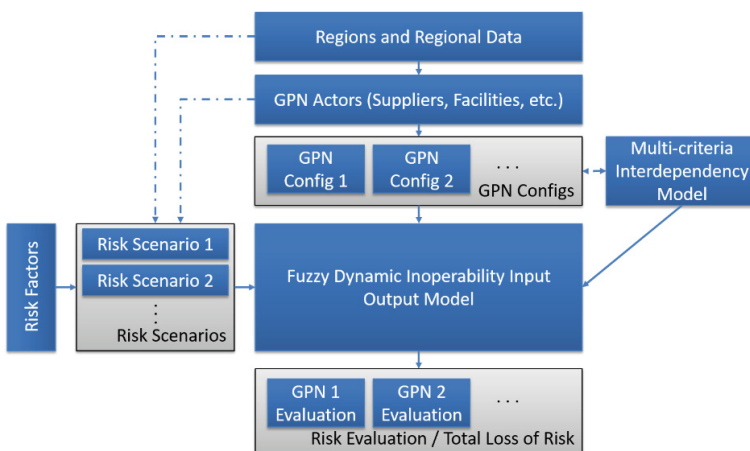 Regions and Regional Data
GPN Actors (Suppliers, Facilities, etc.)
GPN
Config 1
GPN
Config 2
. . .
GPN Configs
Multi-criteria
Interdependency
Model
Risk Factors
Risk Scenario 1
Risk Scenario 2
Risk Scenarios
Fuzzy Dynamic Inoperability Input
Output Model
GPN 1
Evaluation
GPN 2
Evaluation
. . .
Risk Evaluation / Total Loss of Risk